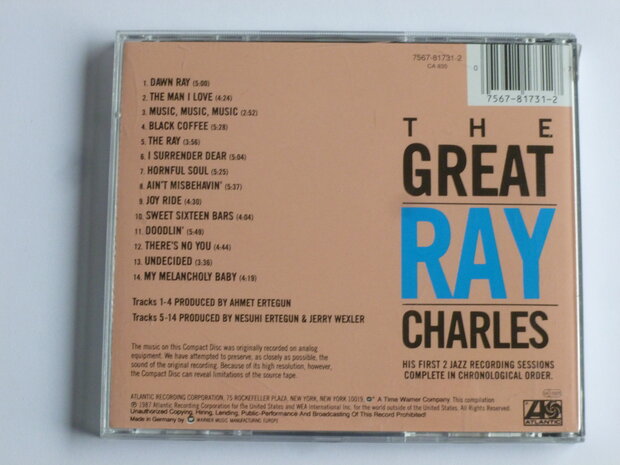 7567-81731-2
CA 835
0
7
7567-81731-2
THE
GREAT
RAY
CHARLES
HIS FIRST 2 JAZZ RECORDING SESSIONS
COMPLETE IN CHRONOLOGICAL ORDER.
1. DAWN RAY (5:00)
2. THE MAN I LOVE (4:24)
3. MUSIC, MUSIC, MUSIC (2:52)
4. BLACK COFFEE (5:28)
5. THE RAY (3:56)
6. I SURRENDER DEAR (5:04)
7. HORNFUL SOUL (5:25)
8. AIN'T MISBEHAVIN' (5:37)
9. JOY RIDE (4:30)
10. SWEET SIXTEEN BARS (4:04)
11. DOODLIN' (5:49)
12. THERE'S NO YOU (4:44)
13. UNDECIDED (3:36)
14. MY MELANCHOLY BABY (4:19)
Tracks 1-4 PRODUCED BY AHMET ERTEGUN
Tracks 5-14 PRODUCED BY NESUHI ERTEGUN & JERRY WEXLER
The music on this Compact Disc was originally recorded on analog
equipment. We have attempted to preserve, as closely as possible, the
sound of the original recording. Because of its high resolution, however,
the Compact Disc can reveal limitations of the source tape.
ATLANTIC RECORDING CORPORATION, 75 ROCKEFELLER PLAZA, NEW YORK, NEW YORK 10019. A Time Warner Company. This compilation
℗ 1987 Atlantic Recording Corporation for the United States and WEA International Inc. for the world outside of the United States. All Rights Reserved.
Unauthorized Copying, Hiring, Lending, Public-Performance And Broadcasting Of This Record Prohibited!
Made in Germany by WARNER MUSIC MANUFACTURING EUROPE
ATLANTIC